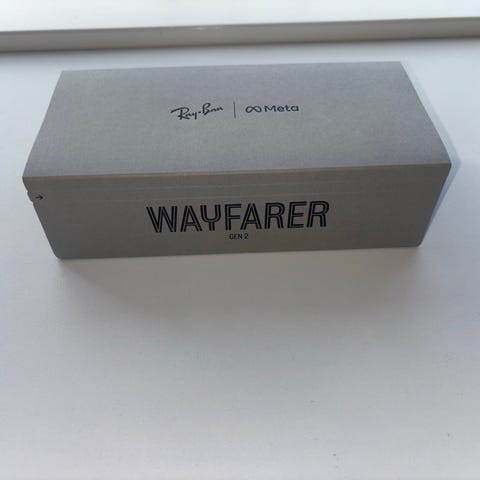 Ray-Ban | ∞ Meta
WAYFARER
GEN 2